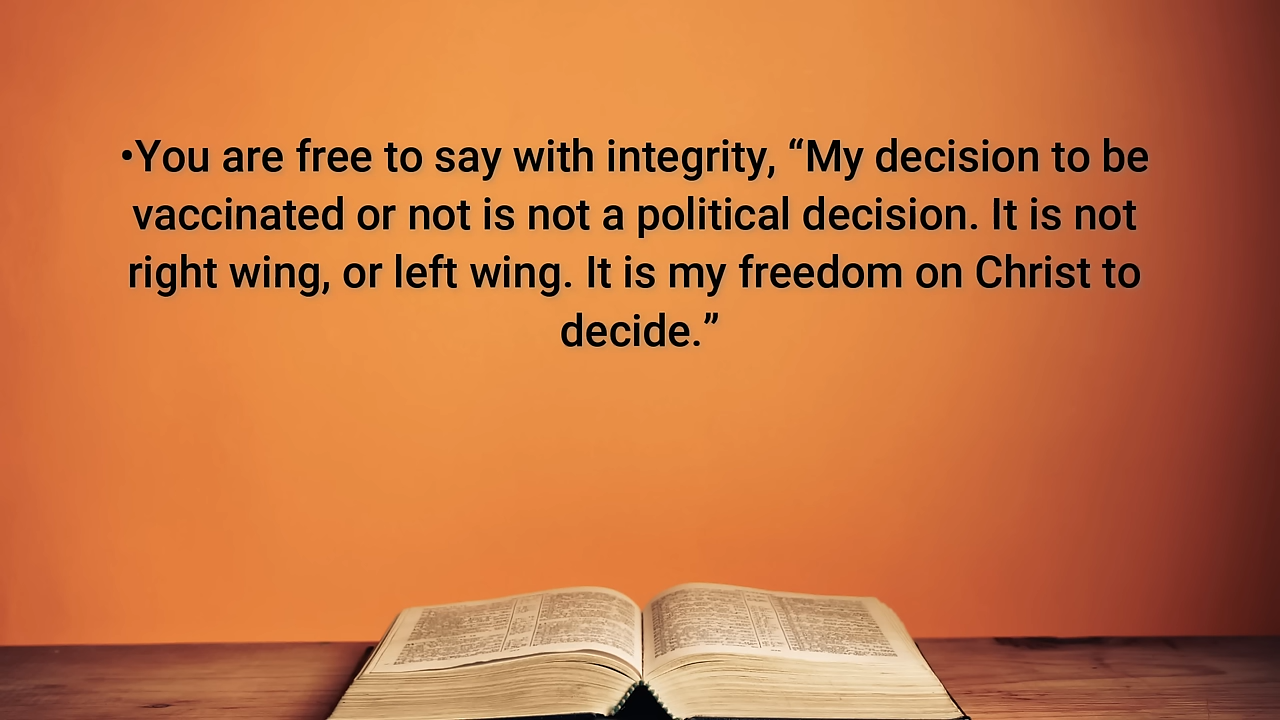 •You are free to say with integrity, “My decision to be
vaccinated or not is not a political decision. It is not
right wing, or left wing. It is my freedom on Christ to
decide.”